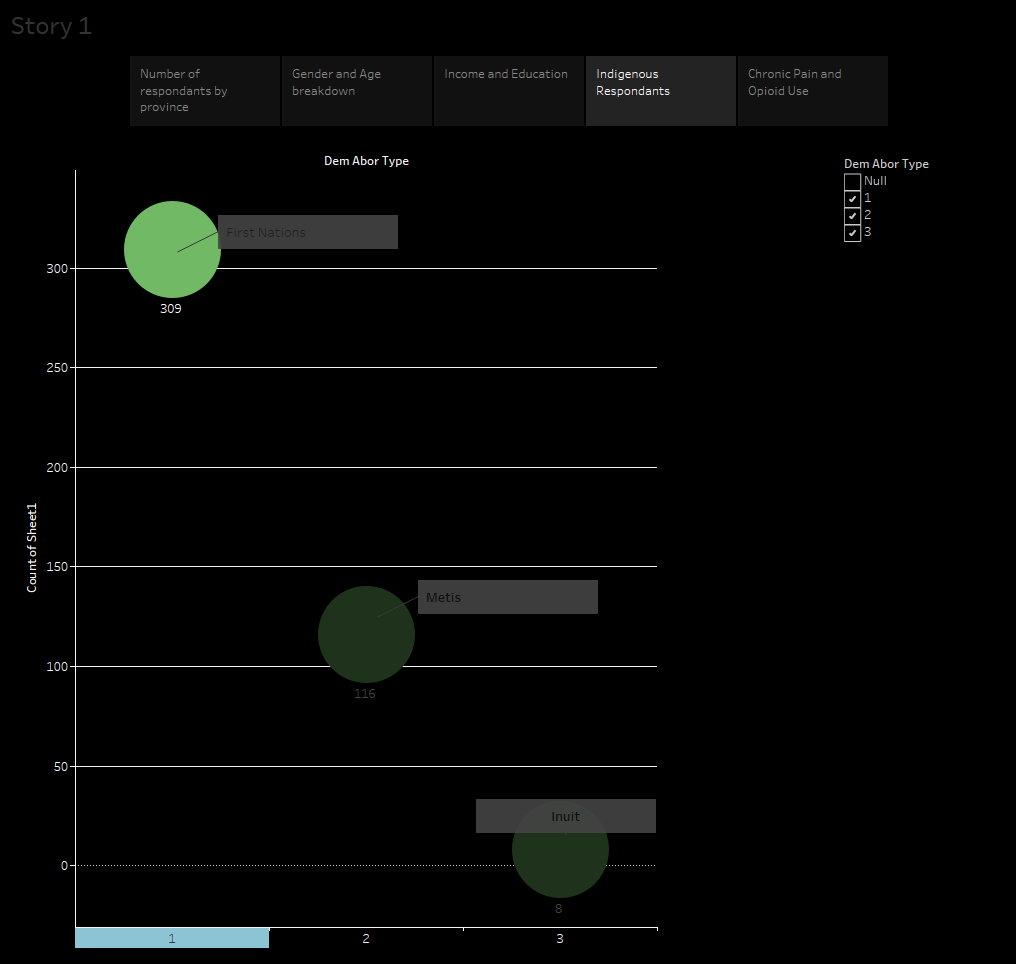 Story 1
Number of
respondants by
province
Gender and Age
breakdown
Income and Education
Indigenous
Respondants
Chronic Pain and
Opioid Use
Dem Abor Type
Dem Abor Type
Null
1
2
3
First Nations
300
309
250
200
Count of Sheet1
150
Metis
100
116
50
Inuit
0
8
1
2
3